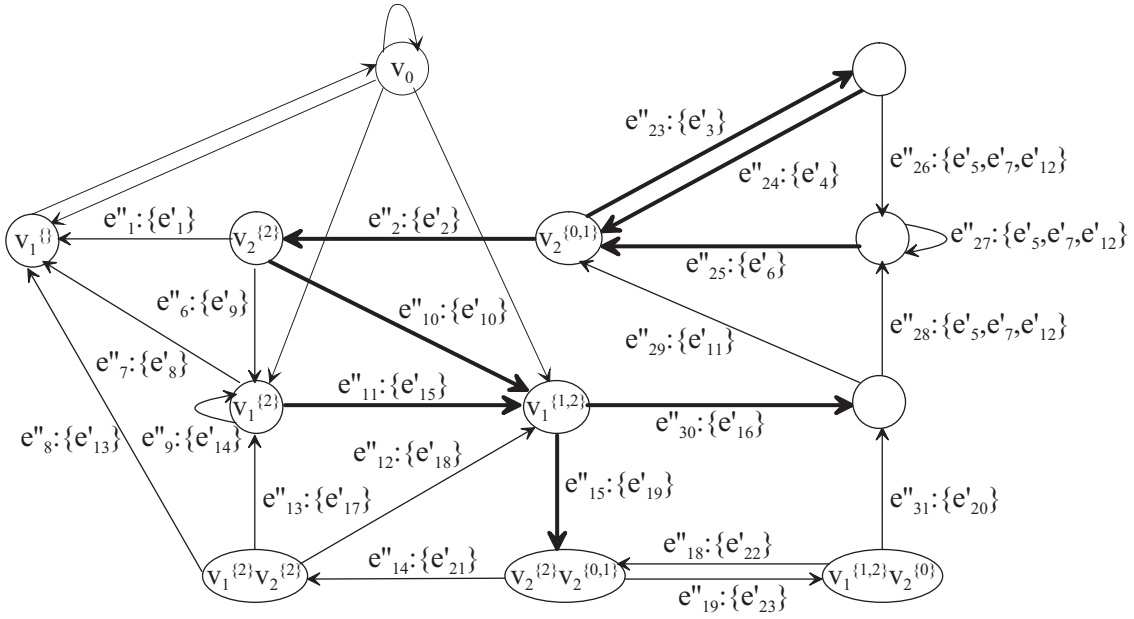 v₀
e''₂₃:{e'₃}
e''₂₄:{e'₄}
e''₂₆:{e'₅,e'₇,e'₁₂}
v₁^{}
e''₁:{e'₁}
v₂^{2}
e''₂:{e'₂}
v₂^{0,1}
e''₂₅:{e'₆}
e''₂₇:{e'₅,e'₇,e'₁₂}
e''₆:{e'₉}
e''₁₀:{e'₁₀}
e''₂₉:{e'₁₁}
e''₂₈:{e'₅,e'₇,e'₁₂}
e''₇:{e'₈}
v₁^{2}
e''₁₁:{e'₁₅}
v₁^{1,2}
e''₃₀:{e'₁₆}
e''₈:{e'₁₃}
e''₉:{e'₁₄}
e''₁₂:{e'₁₈}
e''₁₃:{e'₁₇}
e''₁₅:{e'₁₉}
e''₃₁:{e'₂₀}
v₁^{2}v₂^{2}
e''₁₄:{e'₂₁}
v₂^{2}v₂^{0,1}
e''₁₈:{e'₂₂}
e''₁₉:{e'₂₃}
v₁^{1,2}v₂^{0}